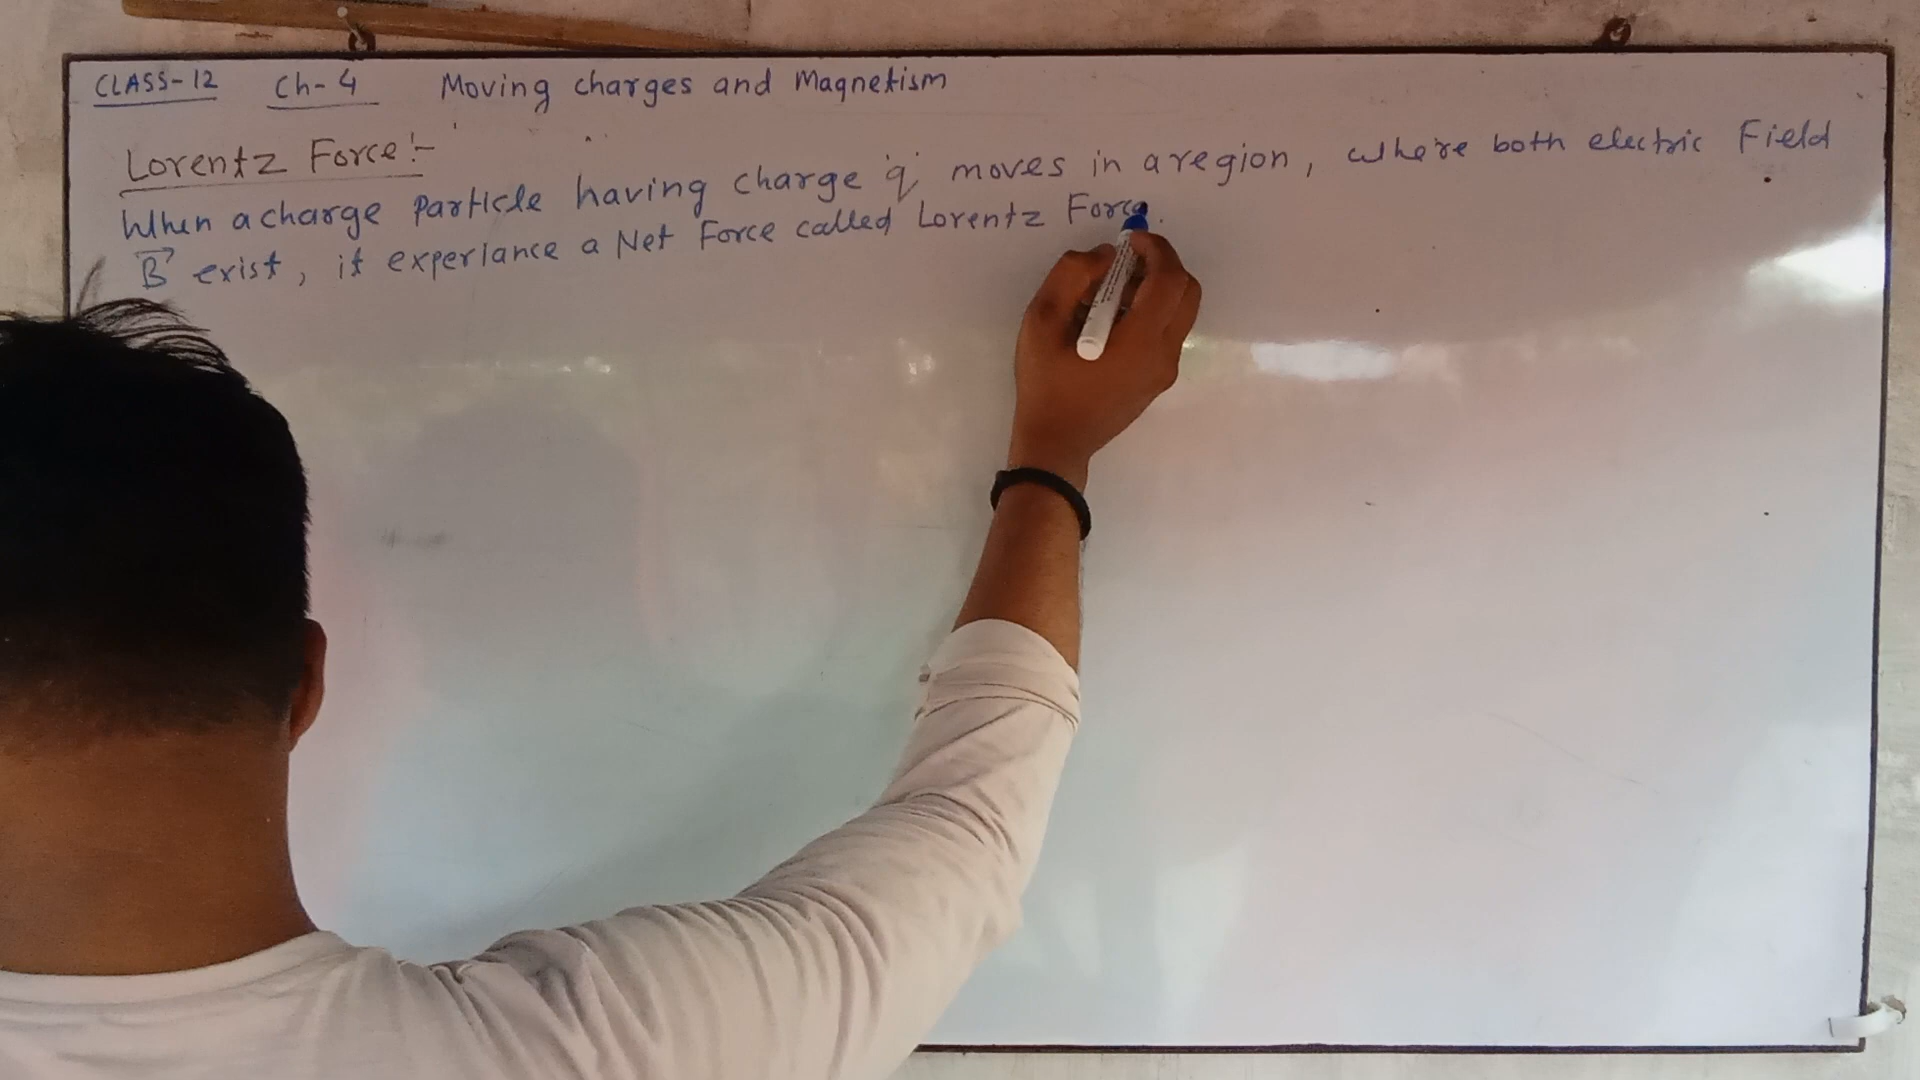 CLASS-12 Ch-4 Moving charges and Magnetism
Lorentz Force:-
When a charge particle having charge 'q' moves in a region, where both electric Field
B⃗ exist, it experiance a Net Force called Lorentz Force.